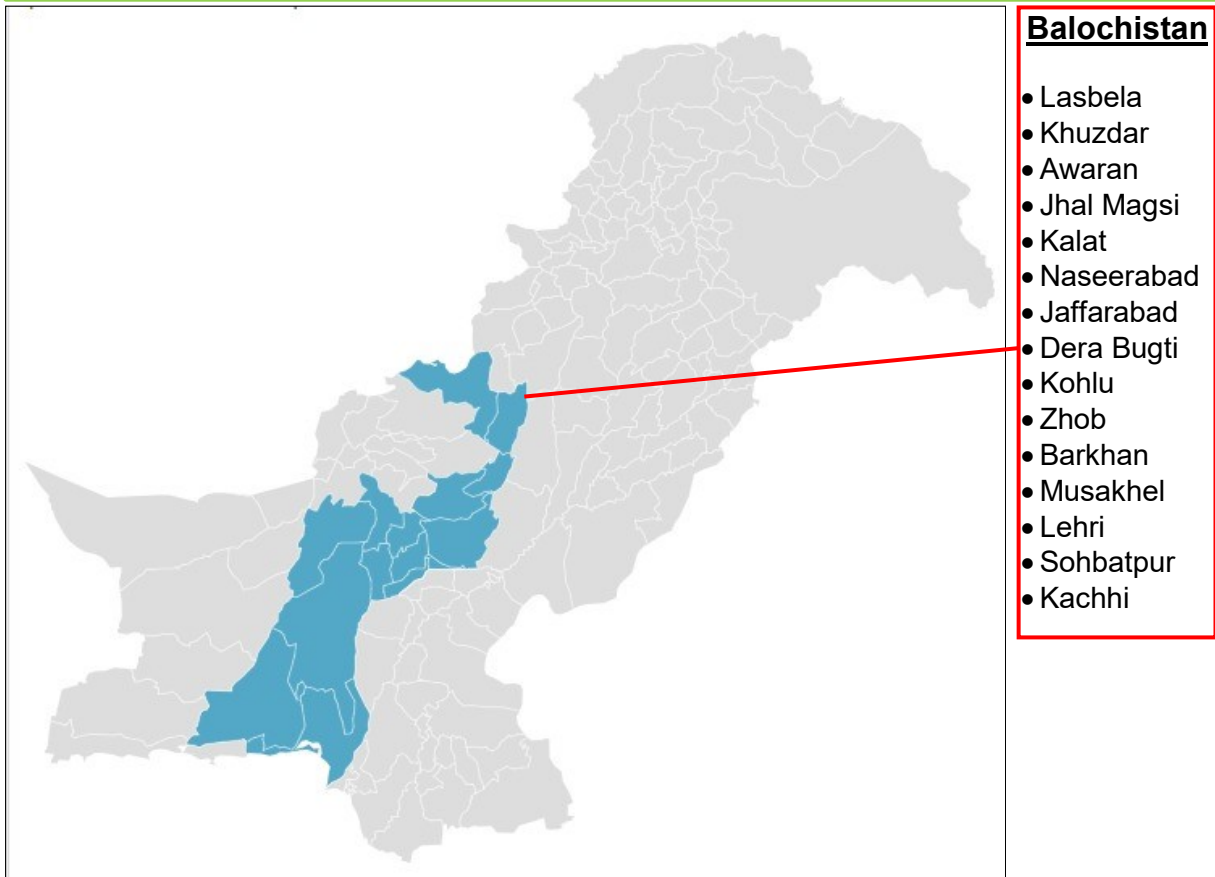 Balochistan
• Lasbela
• Khuzdar
• Awaran
• Jhal Magsi
• Kalat
• Naseerabad
• Jaffarabad
• Dera Bugti
• Kohlu
• Zhob
• Barkhan
• Musakhel
• Lehri
• Sohbatpur
• Kachhi